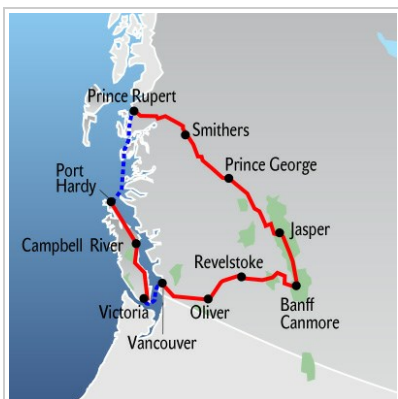 Prince Rupert
Smithers
Prince George
Port
Hardy
Jasper
Campbell River
Revelstoke
Banff
Canmore
Victoria
Oliver
Vancouver